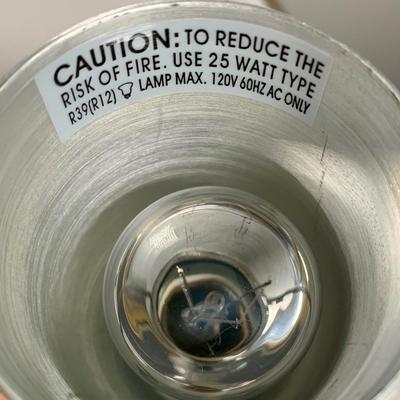 CAUTION: TO REDUCE THE
RISK OF FIRE. USE 25 WATT TYPE
R39(R12) LAMP MAX. 120V 60HZ AC ONLY